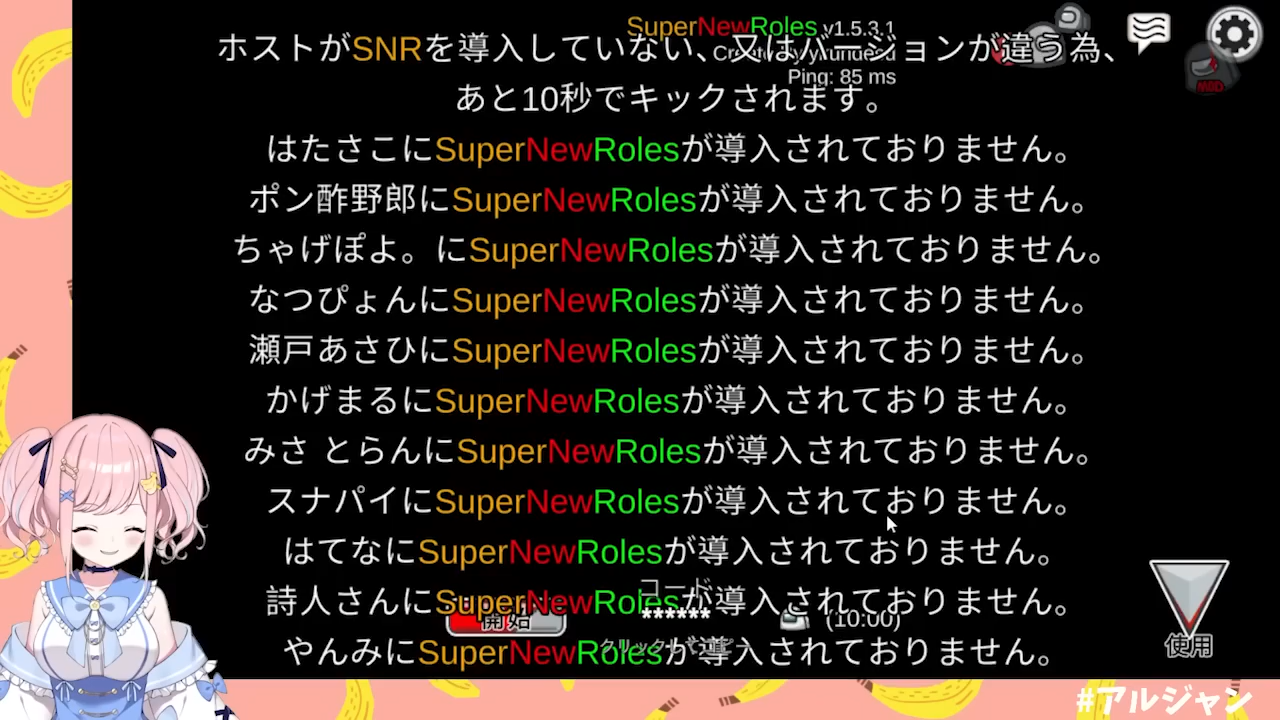 SuperNewRoles v1.5.3.1
ホストがSNRを導入していない、又はバージョンが違う為、
Ping: 85 ms
MOD
あと10秒でキックされます。
はたさこにSuperNewRolesが導入されておりません。
ポン酢野郎にSuperNewRolesが導入されておりません。
ちゃげぽよ。にSuperNewRolesが導入されておりません。
なつぴょんにSuperNewRolesが導入されておりません。
瀬戸あさひにSuperNewRolesが導入されておりません。
かげまるにSuperNewRolesが導入されておりません。
みさ とらんにSuperNewRolesが導入されておりません。
スナパイにSuperNewRolesが導入されておりません。
はてなにSuperNewRolesが導入されておりません。
コード
詩人さんにSuperNewRolesが導入されておりません。
******
開始
(10:00)
使用
やんみにSuperNewRolesが導入されておりません。
#アルジャン